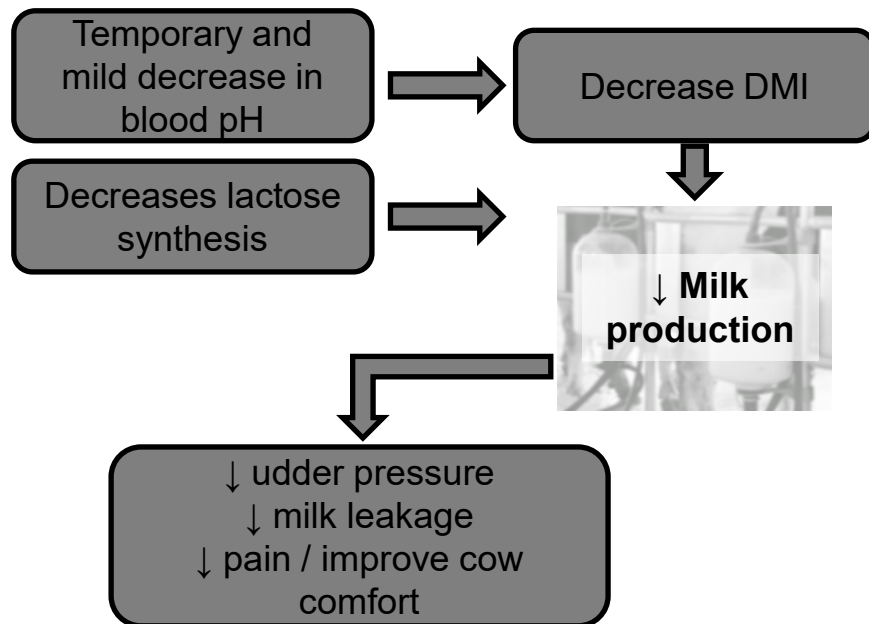 Temporary and
mild decrease in
blood pH
Decrease DMI
Decreases lactose
synthesis
↓ Milk
production
↓ udder pressure
↓ milk leakage
↓ pain / improve cow
comfort